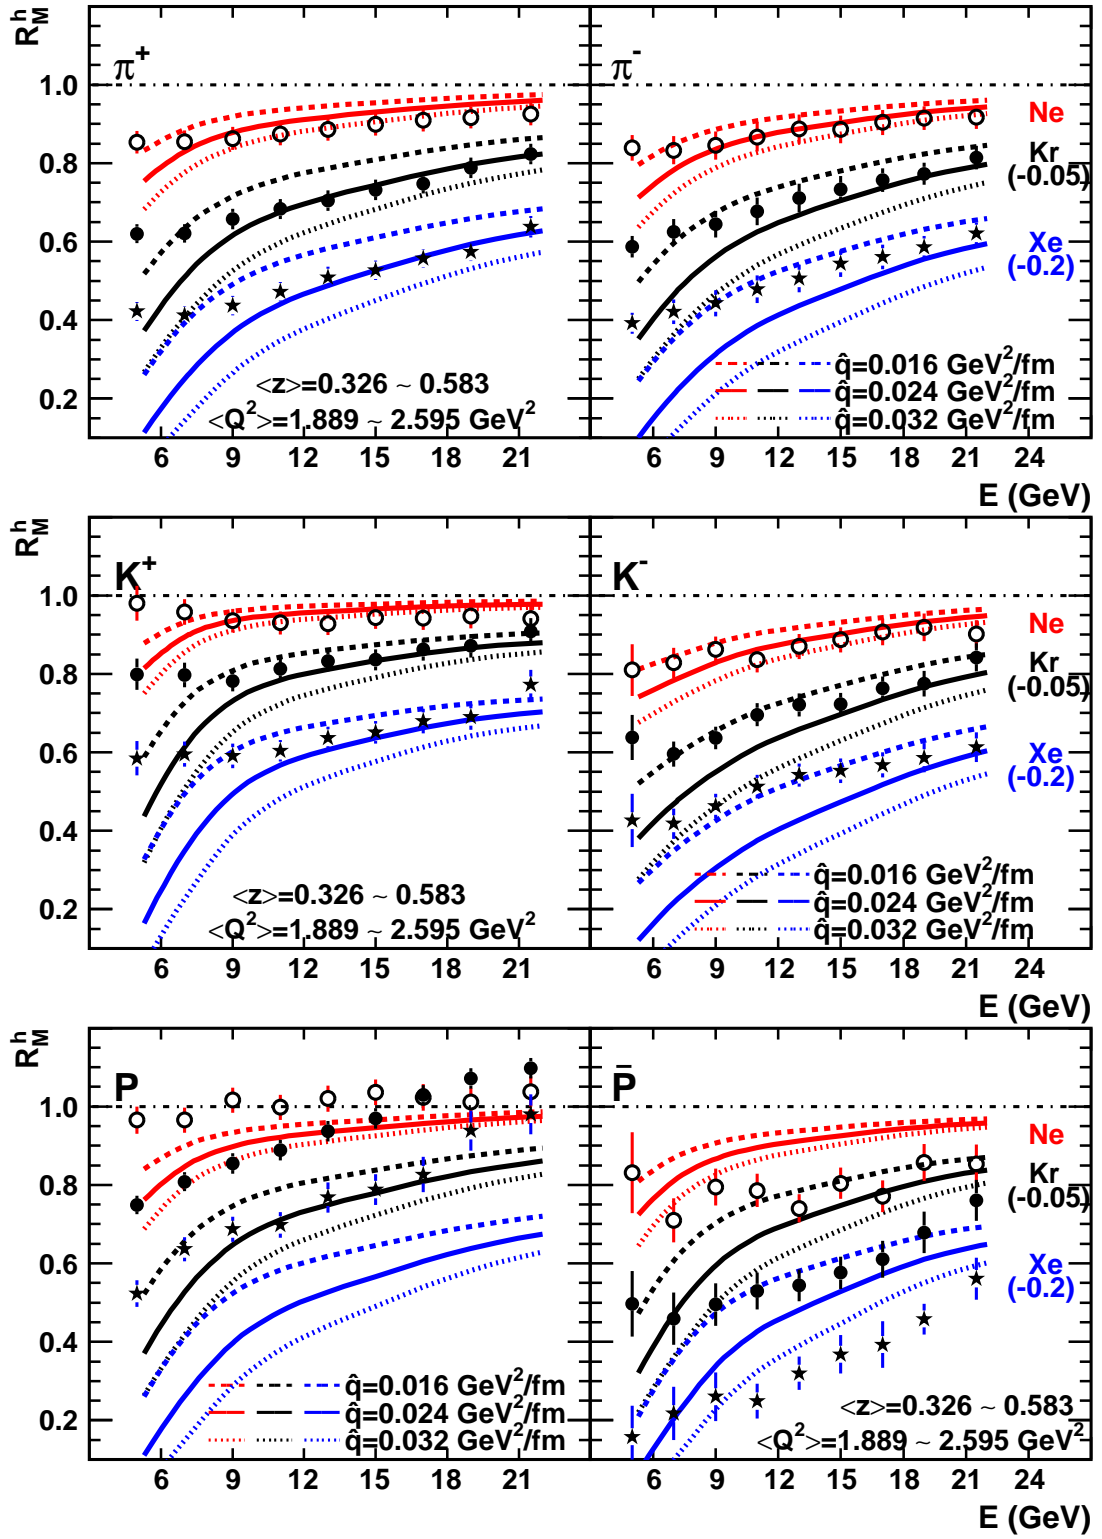 R_M^h
π⁺
π⁻
1.0
0.8
0.6
0.4
0.2
Ne
Kr
(-0.05)
Xe
(-0.2)
<z>=0.326 ~ 0.583
<Q²>=1.889 ~ 2.595 GeV²
q̂=0.016 GeV²/fm
q̂=0.024 GeV²/fm
q̂=0.032 GeV²/fm
6 9 12 15 18 21
6 9 12 15 18 21 24
E (GeV)
R_M^h
K⁺
K⁻
1.0
0.8
0.6
0.4
0.2
Ne
Kr
(-0.05)
Xe
(-0.2)
<z>=0.326 ~ 0.583
<Q²>=1.889 ~ 2.595 GeV²
q̂=0.016 GeV²/fm
q̂=0.024 GeV²/fm
q̂=0.032 GeV²/fm
6 9 12 15 18 21
6 9 12 15 18 21 24
E (GeV)
R_M^h
P
P̄
1.0
0.8
0.6
0.4
0.2
Ne
Kr
(-0.05)
Xe
(-0.2)
q̂=0.016 GeV²/fm
q̂=0.024 GeV²/fm
q̂=0.032 GeV²/fm
<z>=0.326 ~ 0.583
<Q²>=1.889 ~ 2.595 GeV²
6 9 12 15 18 21
6 9 12 15 18 21 24
E (GeV)